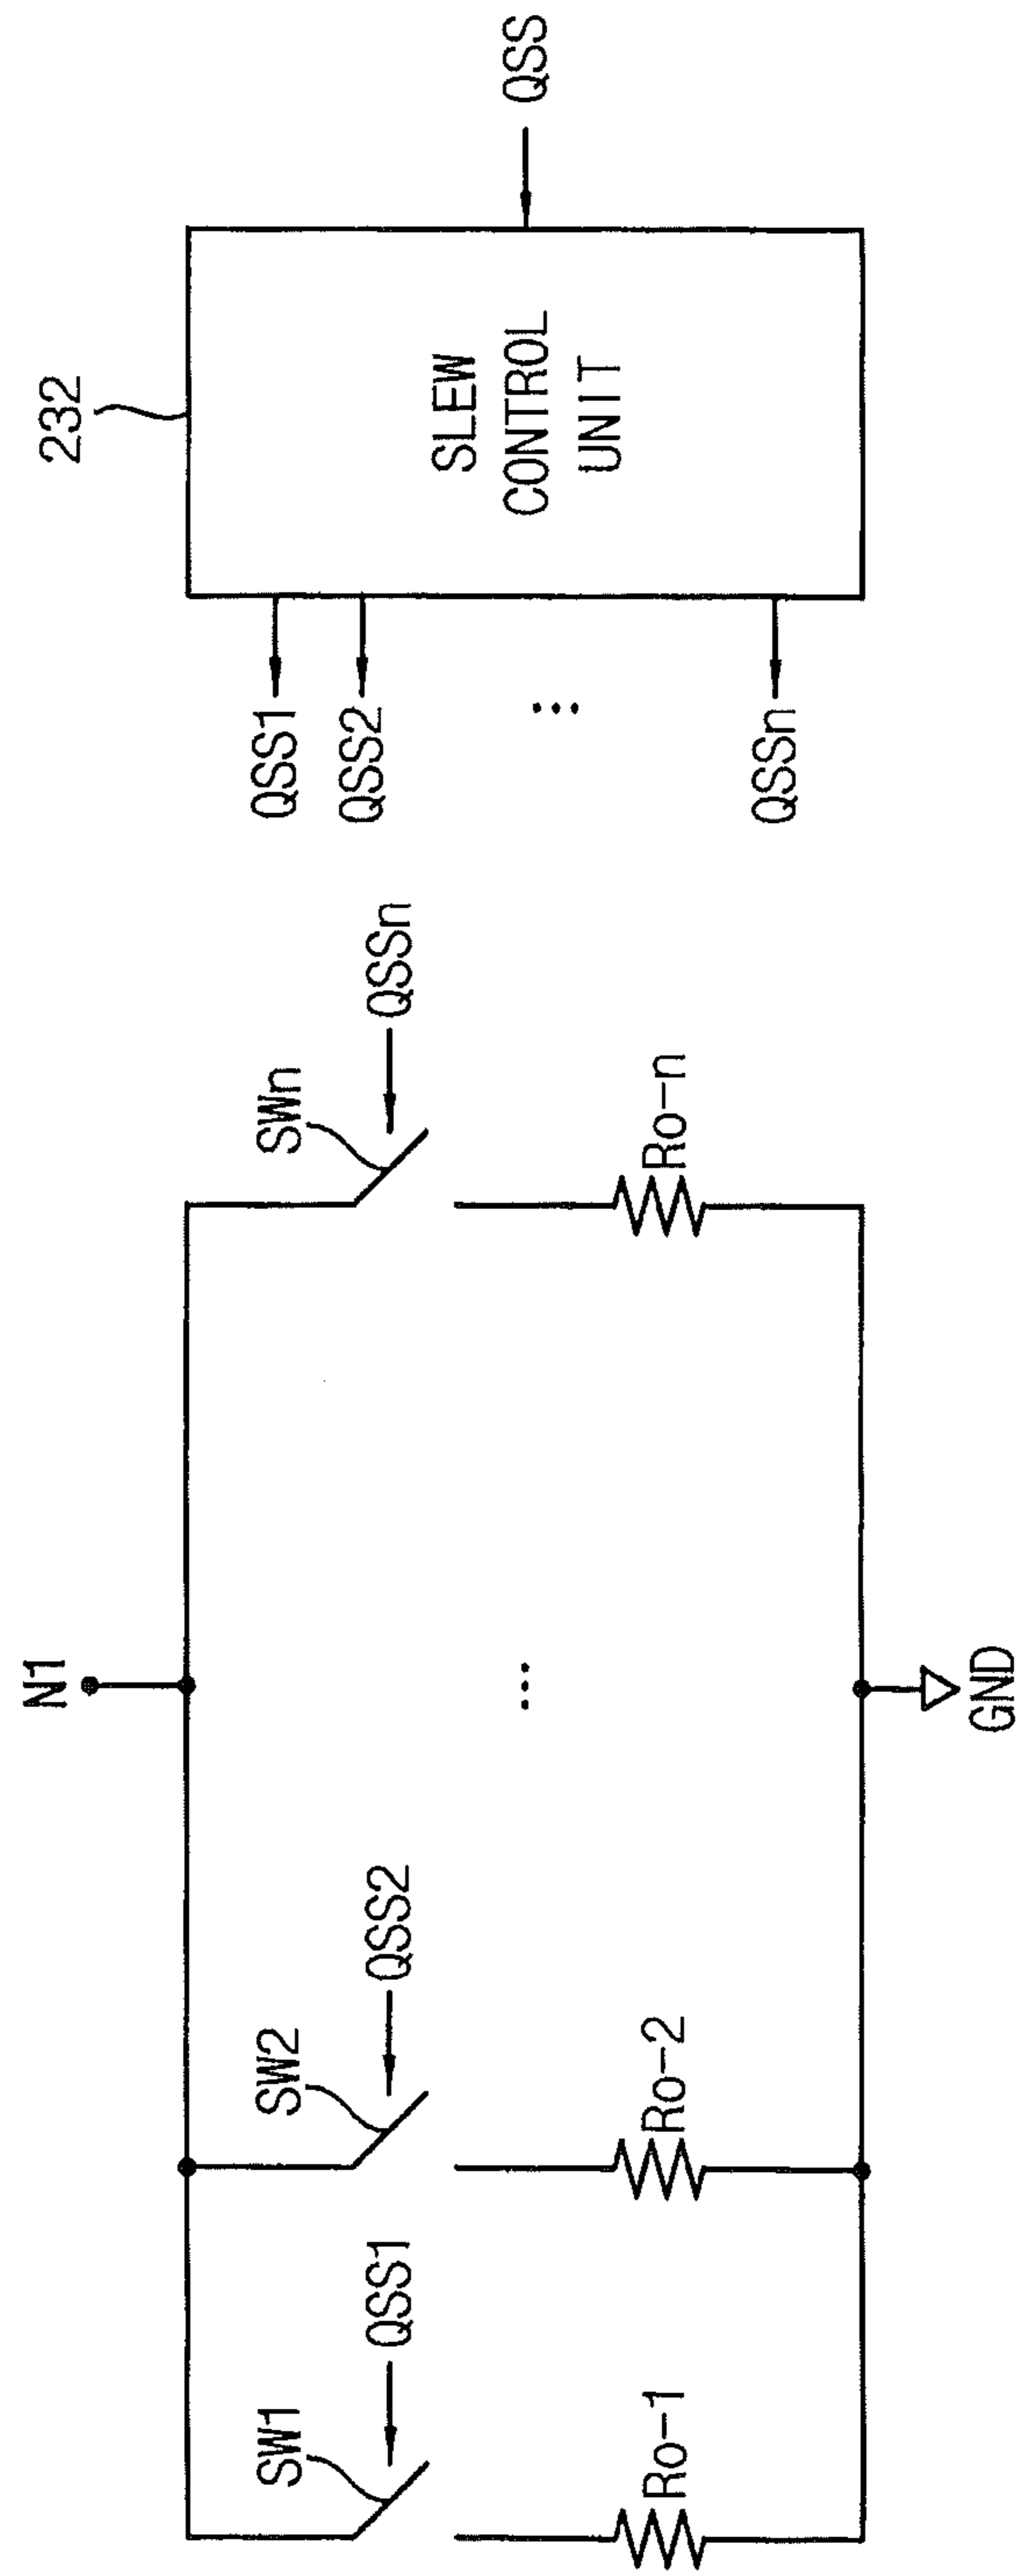 N1
SW1
QSS1
SW2
QSS2
SWn
QSSn
...
Ro-1
Ro-2
Ro-n
GND
232
SLEW
CONTROL
UNIT
QSS1
QSS2
...
QSSn
QSS